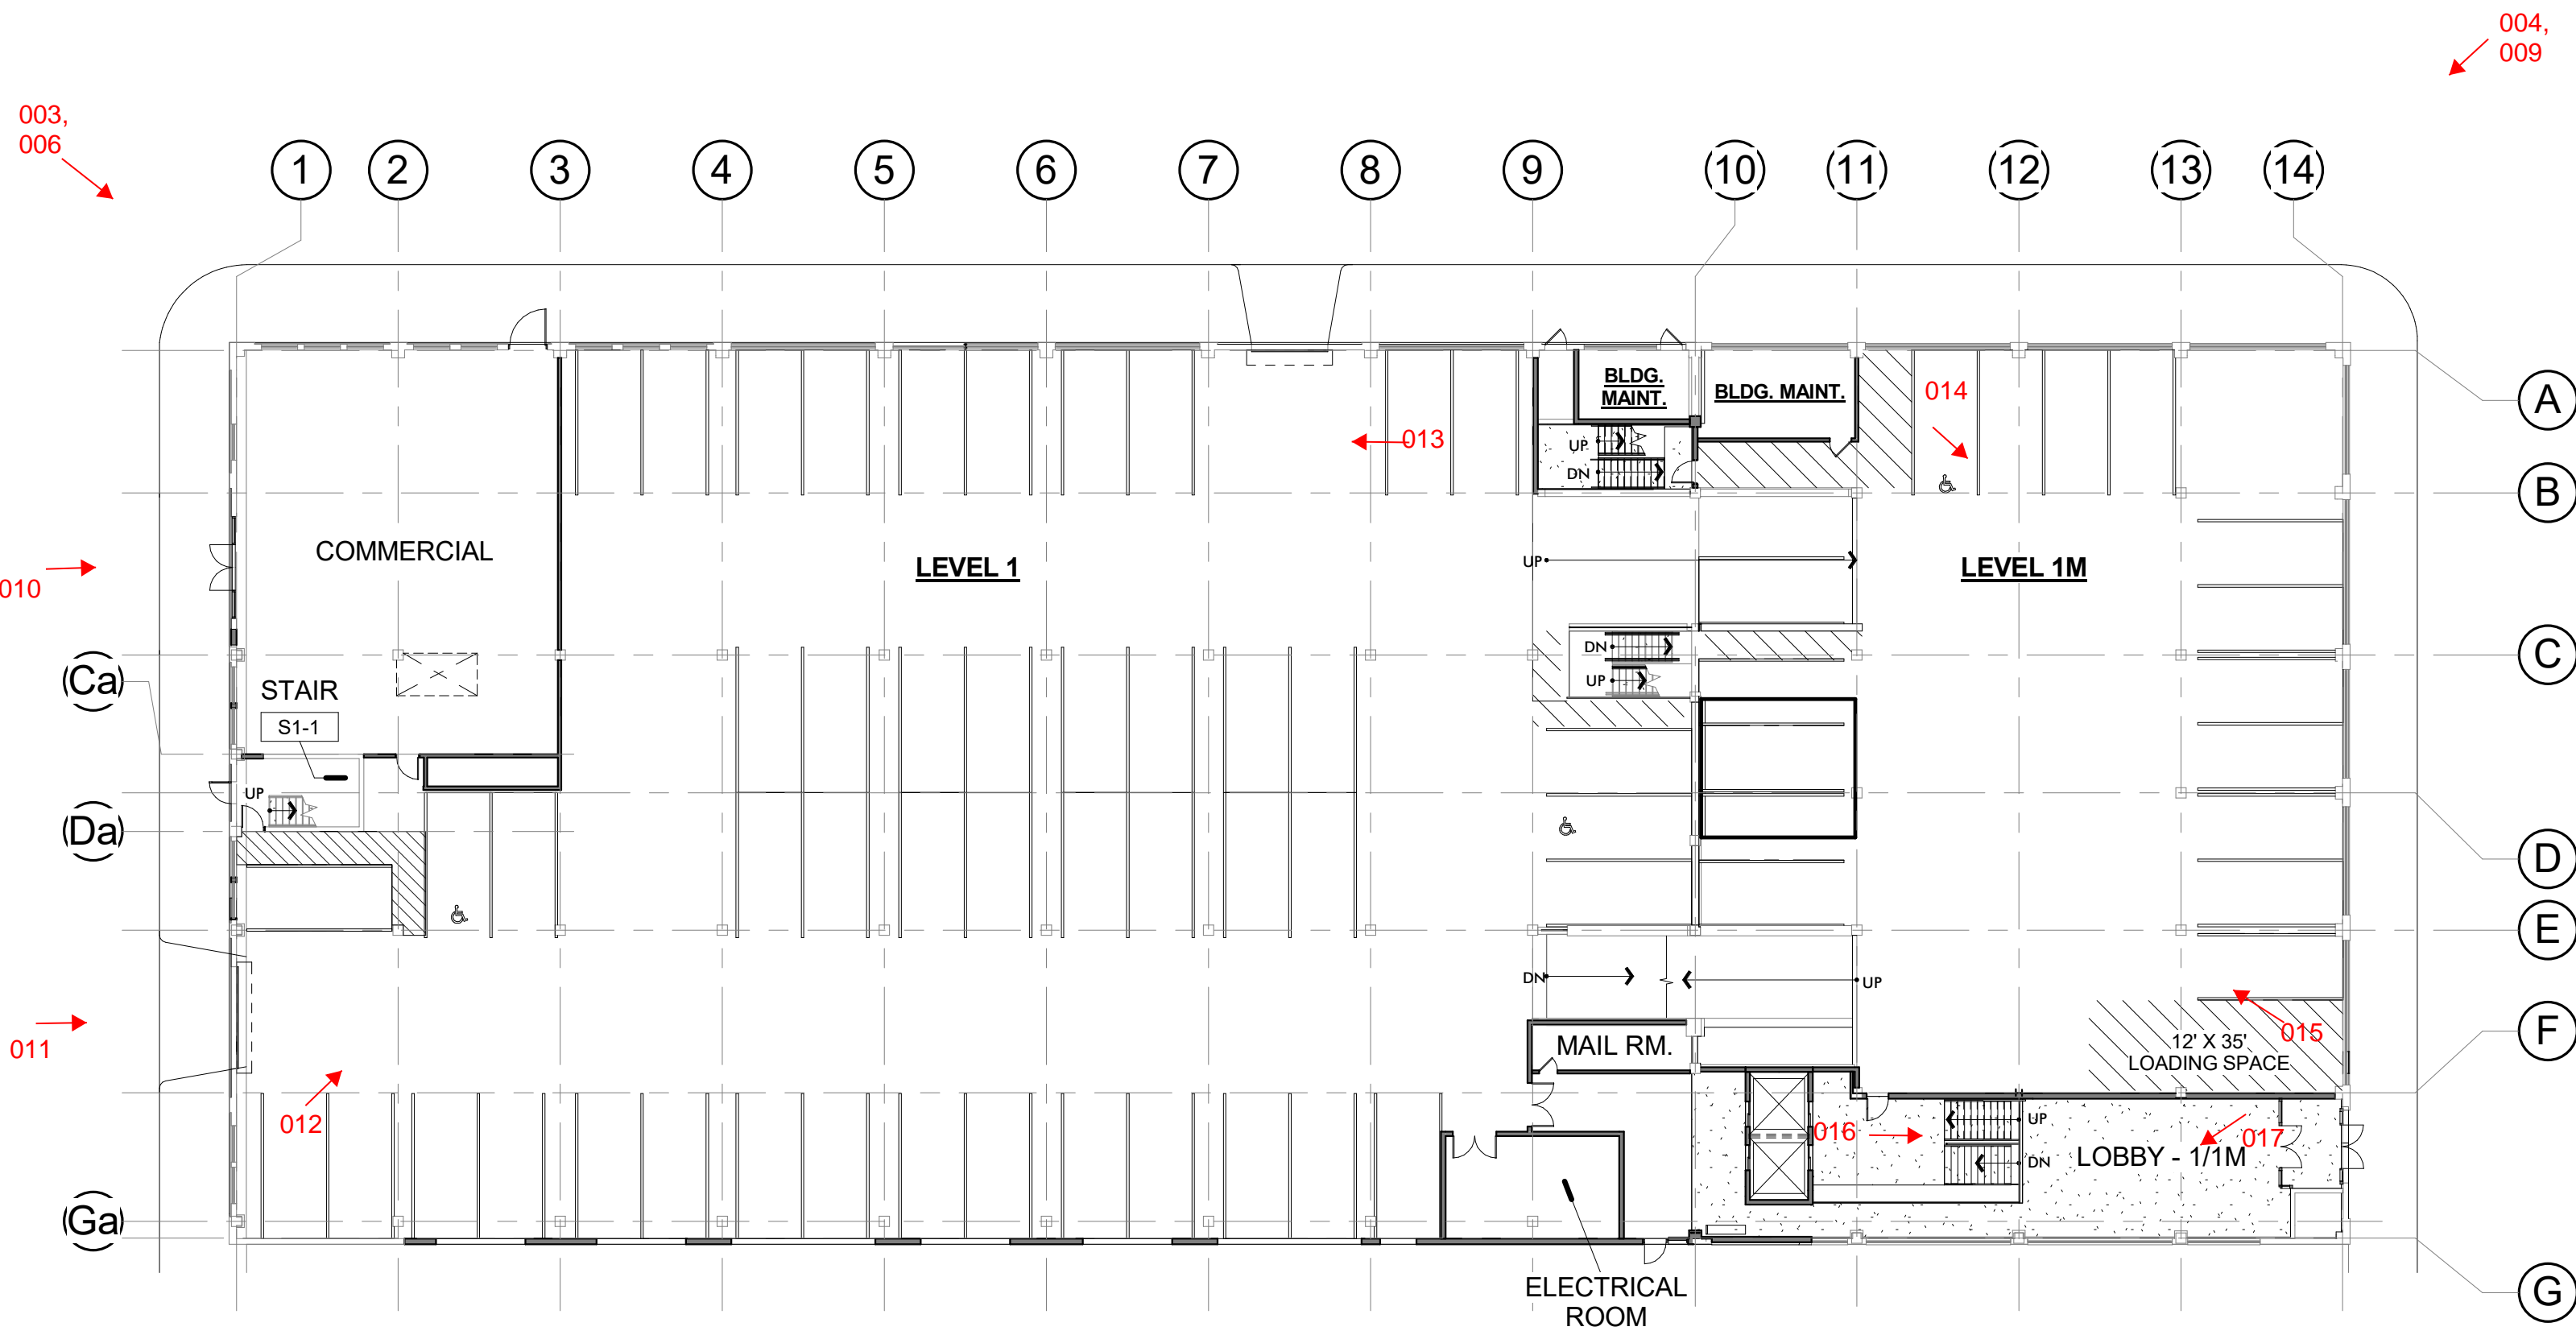 004,
009
003,
006
1 2 3 4 5 6 7 8 9 10 11 12 13 14
BLDG.
MAINT.
BLDG. MAINT.
014
A
013
UP
DN
B
COMMERCIAL
LEVEL 1
UP
LEVEL 1M
010
DN
C
Ca
STAIR
UP
S1-1
UP
Da
D
E
DN
UP
011
F
MAIL RM.
12' X 35'
LOADING SPACE
015
012
016
UP
017
DN
LOBBY - 1/1M
Ga
ELECTRICAL
ROOM
G